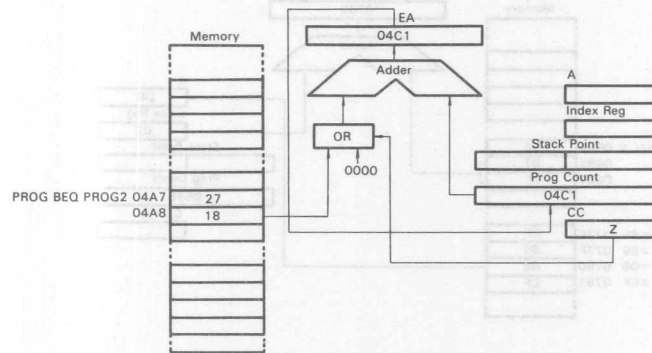 EA
04C1
Memory
Adder
A
Index Reg
OR
Stack Point
0000
Prog Count
PROG BEQ PROG2 04A7 27
04C1
04A8 18
CC
Z